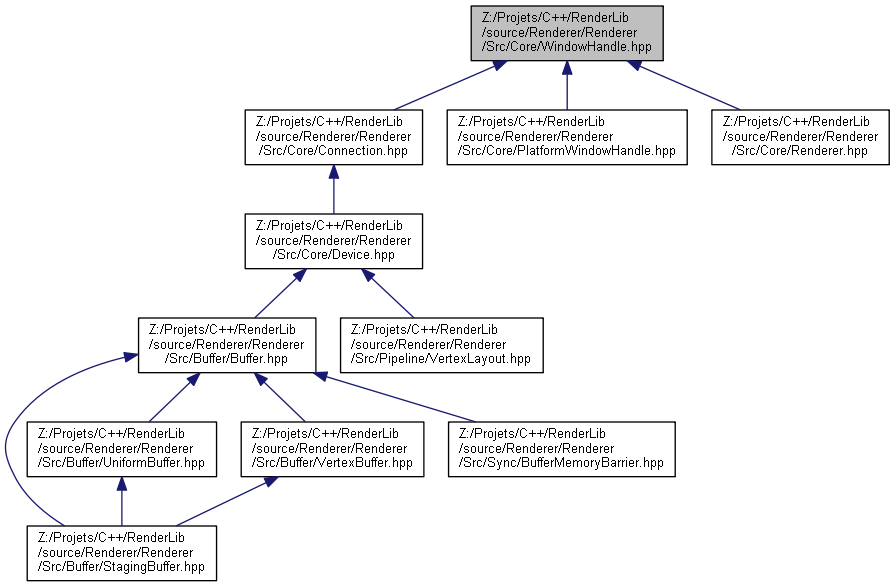 Z:/Projets/C++/RenderLib
/source/Renderer/Renderer
/Src/Core/WindowHandle.hpp
Z:/Projets/C++/RenderLib
/source/Renderer/Renderer
/Src/Core/Connection.hpp
Z:/Projets/C++/RenderLib
/source/Renderer/Renderer
/Src/Core/PlatformWindowHandle.hpp
Z:/Projets/C++/RenderLib
/source/Renderer/Renderer
/Src/Core/Renderer.hpp
Z:/Projets/C++/RenderLib
/source/Renderer/Renderer
/Src/Core/Device.hpp
Z:/Projets/C++/RenderLib
/source/Renderer/Renderer
/Src/Buffer/Buffer.hpp
Z:/Projets/C++/RenderLib
/source/Renderer/Renderer
/Src/Pipeline/VertexLayout.hpp
Z:/Projets/C++/RenderLib
/source/Renderer/Renderer
/Src/Buffer/UniformBuffer.hpp
Z:/Projets/C++/RenderLib
/source/Renderer/Renderer
/Src/Buffer/VertexBuffer.hpp
Z:/Projets/C++/RenderLib
/source/Renderer/Renderer
/Src/Sync/BufferMemoryBarrier.hpp
Z:/Projets/C++/RenderLib
/source/Renderer/Renderer
/Src/Buffer/StagingBuffer.hpp